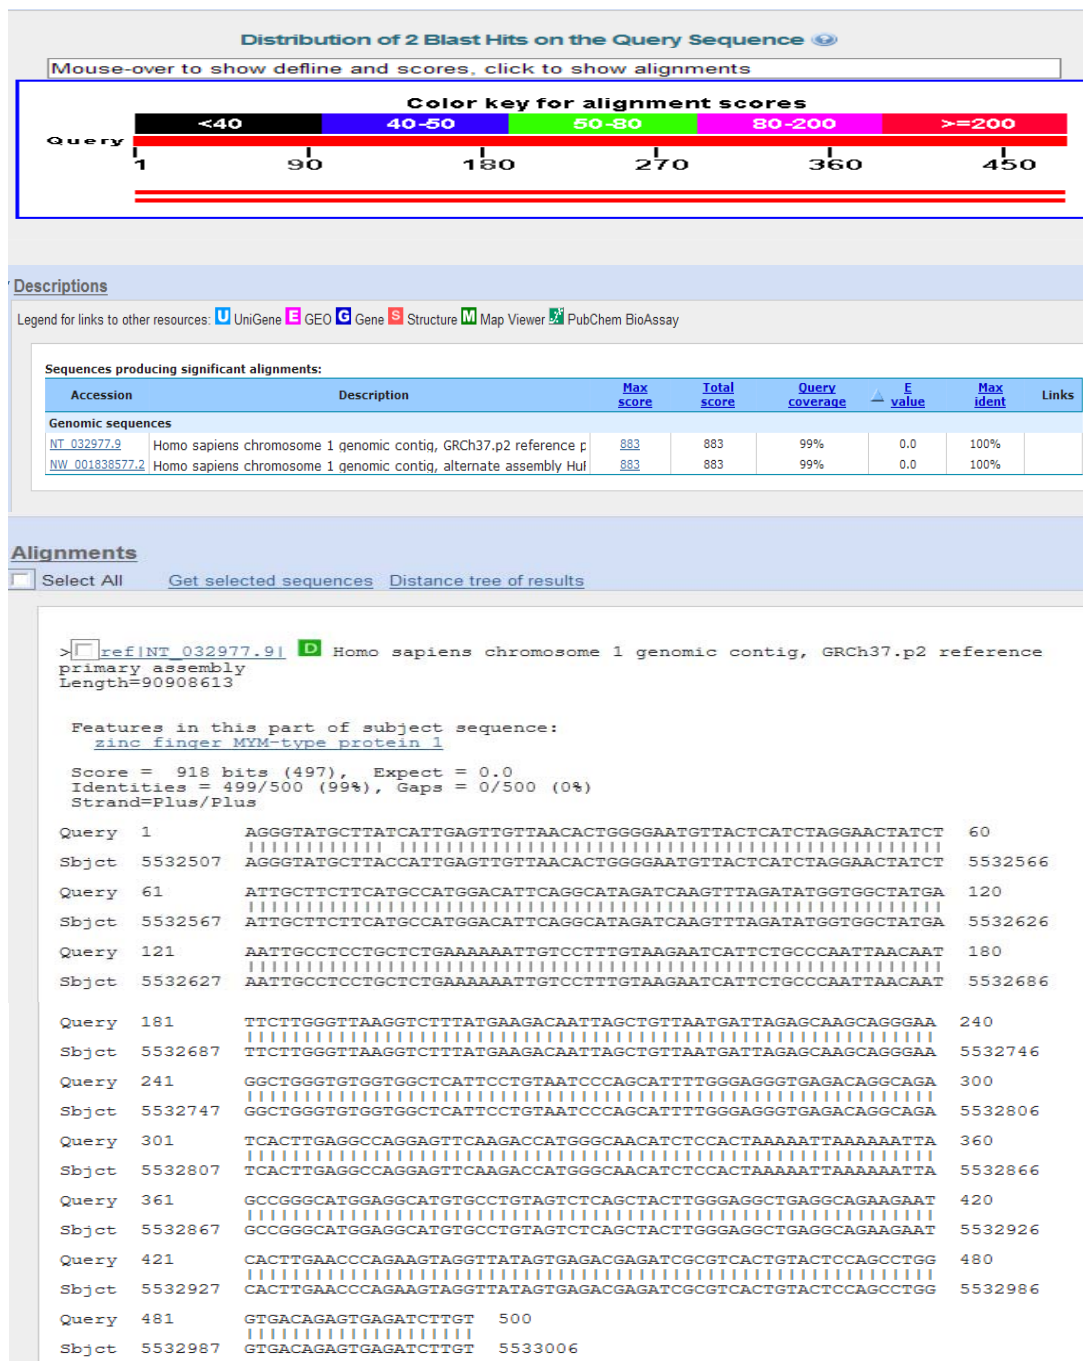 Distribution of 2 Blast Hits on the Query Sequence
Mouse-over to show defline and scores, click to show alignments
Color key for alignment scores
<40 40-50 50-80 80-200 >=200
Query
1 90 180 270 360 450
Descriptions
Legend for links to other resources: U UniGene E GEO G Gene S Structure M Map Viewer PubChem BioAssay
Sequences producing significant alignments:
Accession Description Max score Total score Query coverage E value Max ident Links
Genomic sequences
NT_032977.9 Homo sapiens chromosome 1 genomic contig, GRCh37.p2 reference p 883 883 99% 0.0 100%
NW_001838577.2 Homo sapiens chromosome 1 genomic contig, alternate assembly Hu 883 883 99% 0.0 100%
Alignments
Select All Get selected sequences Distance tree of results
>ref|NT_032977.9| D Homo sapiens chromosome 1 genomic contig, GRCh37.p2 reference
primary assembly
Length=90908613
Features in this part of subject sequence:
zinc finger MYM-type protein 1
Score = 918 bits (497), Expect = 0.0
Identities = 499/500 (99%), Gaps = 0/500 (0%)
Strand=Plus/Plus
Query 1 AGGGTATGCTTATCATTGAGTTGTTAACACTGGGGAATGTTACTCATCTAGGAACTATCT 60
Sbjct 5532507 AGGGTATGCTTACCATTGAGTTGTTAACACTGGGGAATGTTACTCATCTAGGAACTATCT 5532566
Query 61 ATTGCTTCTTCATGCCATGGACATTCAGGCATAGATCAAGTTTAGATATGGTGGCTATGA 120
Sbjct 5532567 ATTGCTTCTTCATGCCATGGACATTCAGGCATAGATCAAGTTTAGATATGGTGGCTATGA 5532626
Query 121 AATTGCCTCCTGCTCTGAAAAAATTGTCCTTTGTAAGAATCATTCTGCCCAATTAACAAT 180
Sbjct 5532627 AATTGCCTCCTGCTCTGAAAAAATTGTCCTTTGTAAGAATCATTCTGCCCAATTAACAAT 5532686
Query 181 TTCTTGGGTTAAGGTCTTTATGAAGACAATTAGCTGTTAATGATTAGAGCAAGCAGGGAA 240
Sbjct 5532687 TTCTTGGGTTAAGGTCTTTATGAAGACAATTAGCTGTTAATGATTAGAGCAAGCAGGGAA 5532746
Query 241 GGCTGGGTGTGGTGGCTCATTCCTGTAATCCCAGCATTTTGGGAGGGTGAGACAGGCAGA 300
Sbjct 5532747 GGCTGGGTGTGGTGGCTCATTCCTGTAATCCCAGCATTTTGGGAGGGTGAGACAGGCAGA 5532806
Query 301 TCACTTGAGGCCAGGAGTTCAAGACCATGGGCAACATCTCCACTAAAAATTAAAAAATTA 360
Sbjct 5532807 TCACTTGAGGCCAGGAGTTCAAGACCATGGGCAACATCTCCACTAAAAATTAAAAAATTA 5532866
Query 361 GCCGGGCATGGAGGCATGTGCCTGTAGTCTCAGCTACTTGGGAGGCTGAGGCAGAAGAAT 420
Sbjct 5532867 GCCGGGCATGGAGGCATGTGCCTGTAGTCTCAGCTACTTGGGAGGCTGAGGCAGAAGAAT 5532926
Query 421 CACTTGAACCCAGAAGTAGGTTATAGTGAGACGAGATCGCGTCACTGTACTCCAGCCTGG 480
Sbjct 5532927 CACTTGAACCCAGAAGTAGGTTATAGTGAGACGAGATCGCGTCACTGTACTCCAGCCTGG 5532986
Query 481 GTGACAGAGTGAGATCTTGT 500
Sbjct 5532987 GTGACAGAGTGAGATCTTGT 5533006